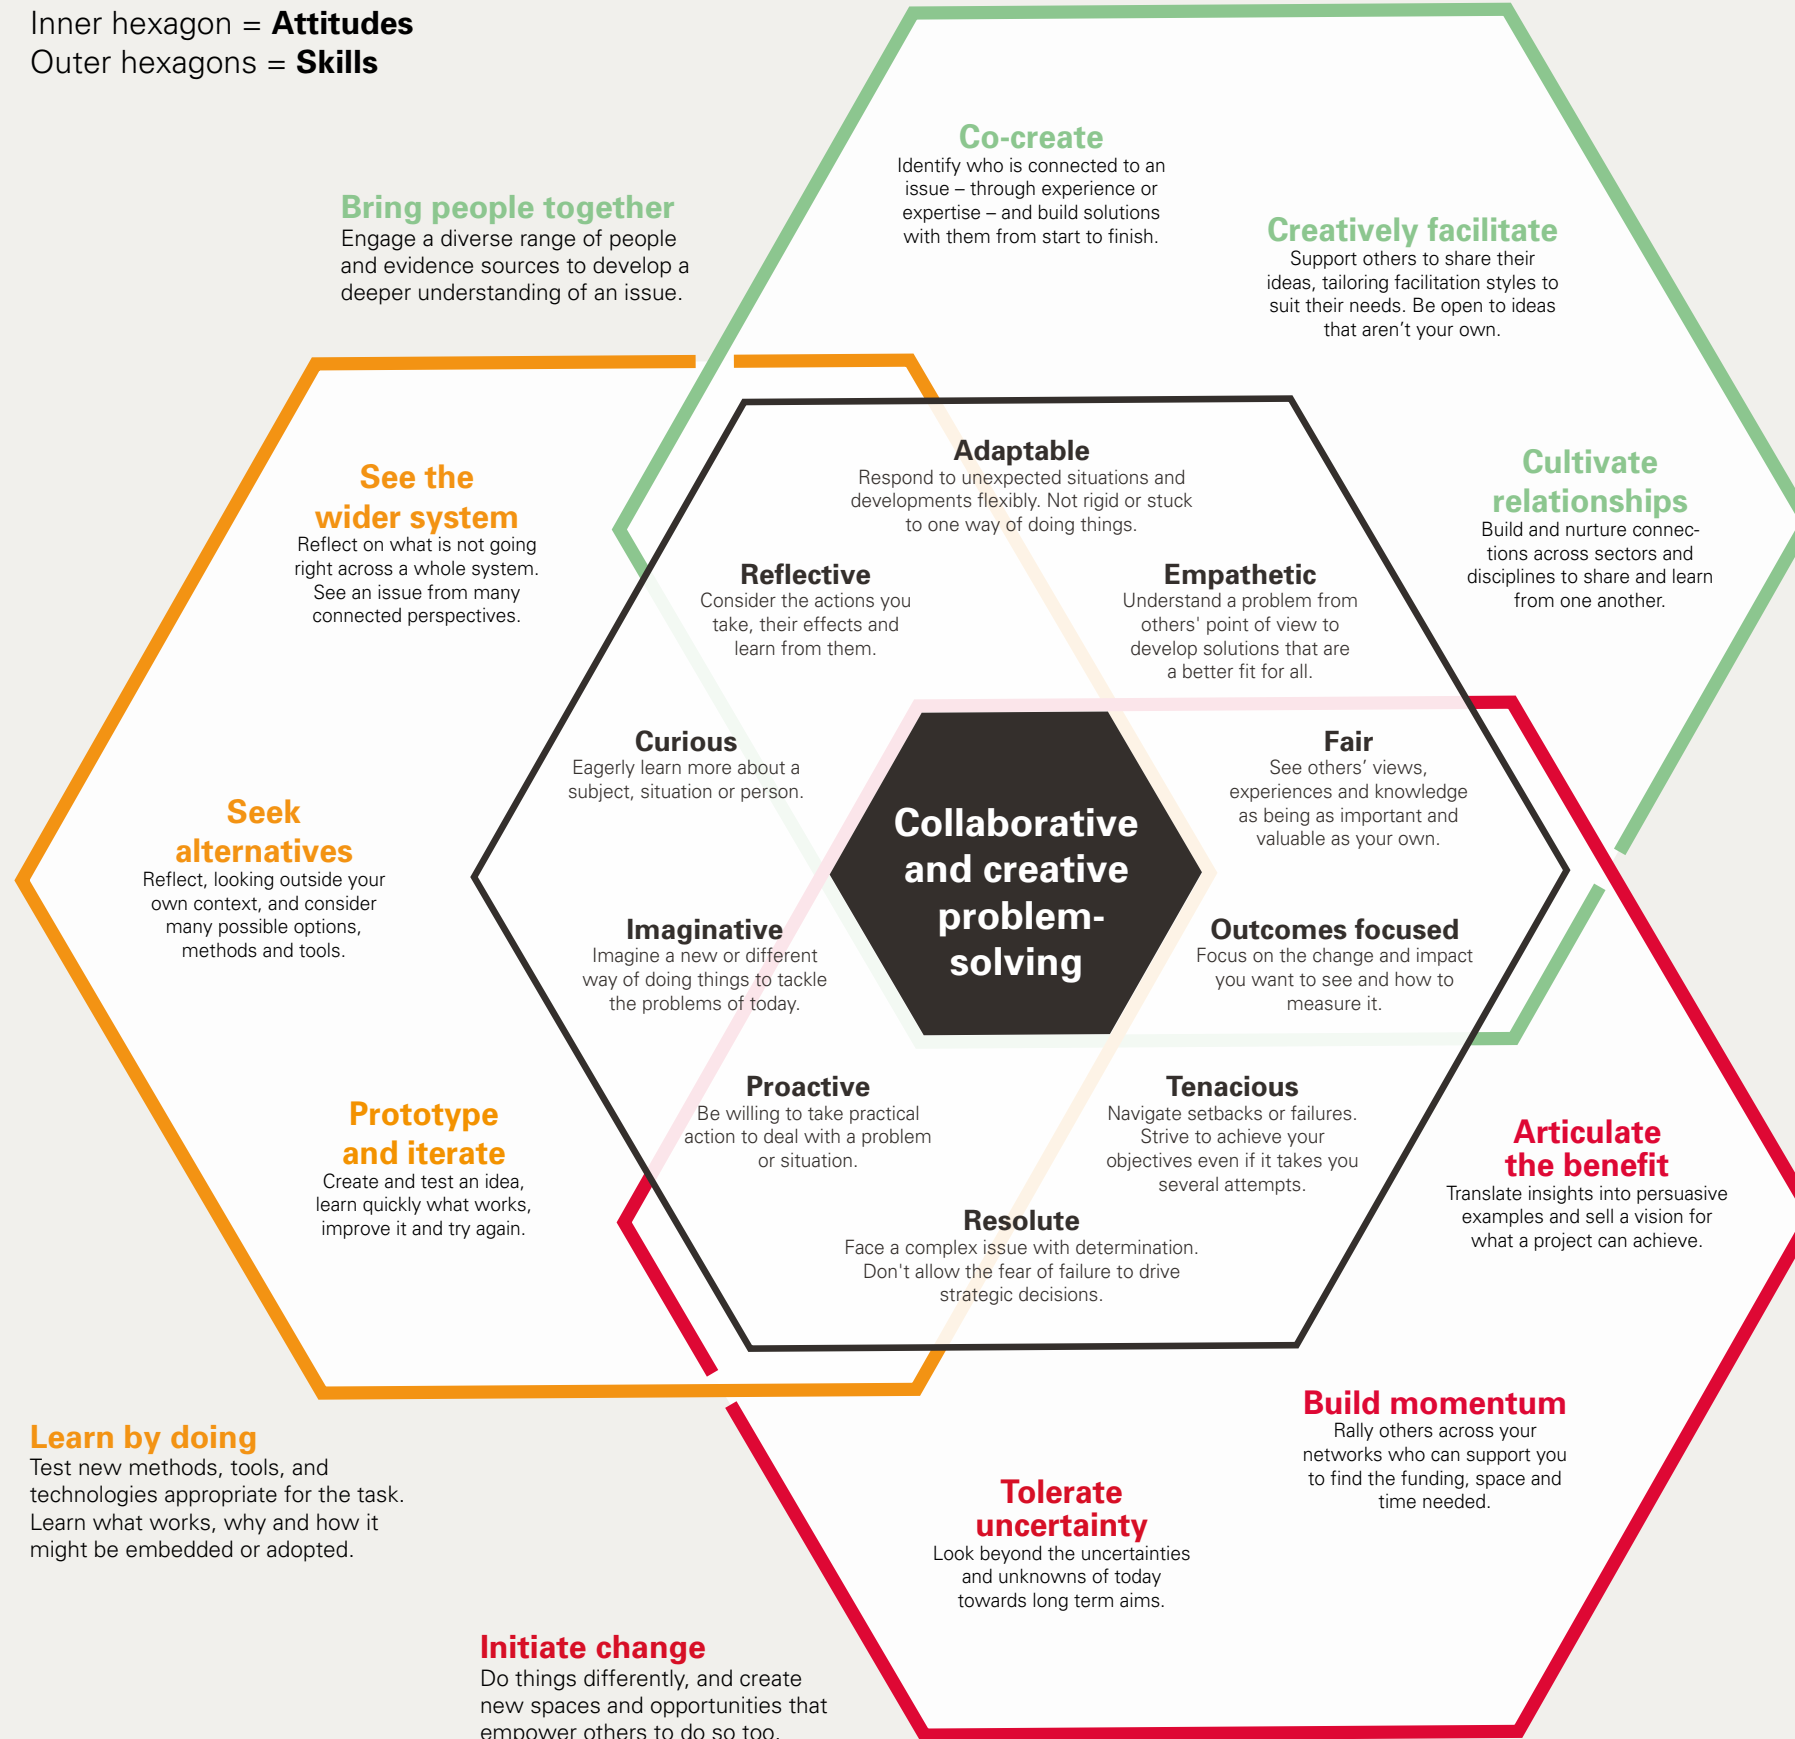 Inner hexagon = Attitudes
Outer hexagons = Skills
Bring people together
Engage a diverse range of people
and evidence sources to develop a
deeper understanding of an issue.
Co-create
Identify who is connected to an
issue – through experience or
expertise – and build solutions
with them from start to finish.
Creatively facilitate
Support others to share their
ideas, tailoring facilitation styles to
suit their needs. Be open to ideas
that aren’t your own.
Cultivate
relationships
Build and nurture connec-
tions across sectors and
disciplines to share and learn
from one another.
See the
wider system
Reflect on what is not going
right across a whole system.
See an issue from many
connected perspectives.
Seek
alternatives
Reflect, looking outside your
own context, and consider
many possible options,
methods and tools.
Prototype
and iterate
Create and test an idea,
learn quickly what works,
improve it and try again.
Adaptable
Respond to unexpected situations and
developments flexibly. Not rigid or stuck
to one way of doing things.
Reflective
Consider the actions you
take, their effects and
learn from them.
Empathetic
Understand a problem from
others' point of view to
develop solutions that are
a better fit for all.
Curious
Eagerly learn more about a
subject, situation or person.
Fair
See others’ views,
experiences and knowledge
as being as important and
valuable as your own.
Collaborative
and creative
problem-
solving
Imaginative
Imagine a new or different
way of doing things to tackle
the problems of today.
Outcomes focused
Focus on the change and impact
you want to see and how to
measure it.
Proactive
Be willing to take practical
action to deal with a problem
or situation.
Tenacious
Navigate setbacks or failures.
Strive to achieve your
objectives even if it takes you
several attempts.
Resolute
Face a complex issue with determination.
Don't allow the fear of failure to drive
strategic decisions.
Articulate
the benefit
Translate insights into persuasive
examples and sell a vision for
what a project can achieve.
Build momentum
Rally others across your
networks who can support you
to find the funding, space and
time needed.
Tolerate
uncertainty
Look beyond the uncertainties
and unknowns of today
towards long term aims.
Learn by doing
Test new methods, tools, and
technologies appropriate for the task.
Learn what works, why and how it
might be embedded or adopted.
Initiate change
Do things differently, and create
new spaces and opportunities that
empower others to do so too.